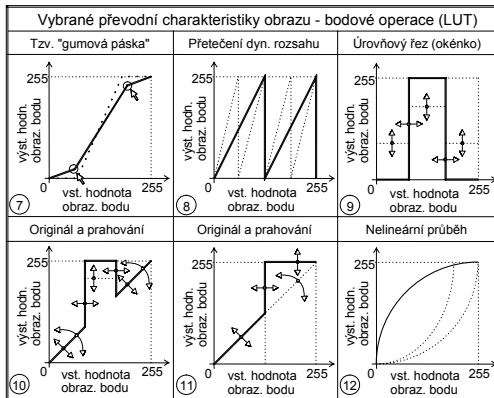 Vybrané převodní charakteristiky obrazu - bodové operace (LUT)
Tzv. "gumová páska"
Přetečení dyn. rozsahu
Úrovňový řez (okénko)
255
výst. hodn.
obraz. bodu
0
255
vst. hodnota
obraz. bodu
7
255
výst. hodn.
obraz. bodu
0
255
vst. hodnota
obraz. bodu
8
255
výst. hodn.
obraz. bodu
0
255
vst. hodnota
obraz. bodu
9
Originál a prahování
Originál a prahování
Nelineární průběh
255
výst. hodn.
obraz. bodu
0
255
vst. hodnota
obraz. bodu
10
255
výst. hodn.
obraz. bodu
0
255
vst. hodnota
obraz. bodu
11
255
výst. hodn.
obraz. bodu
0
255
vst. hodnota
obraz. bodu
12